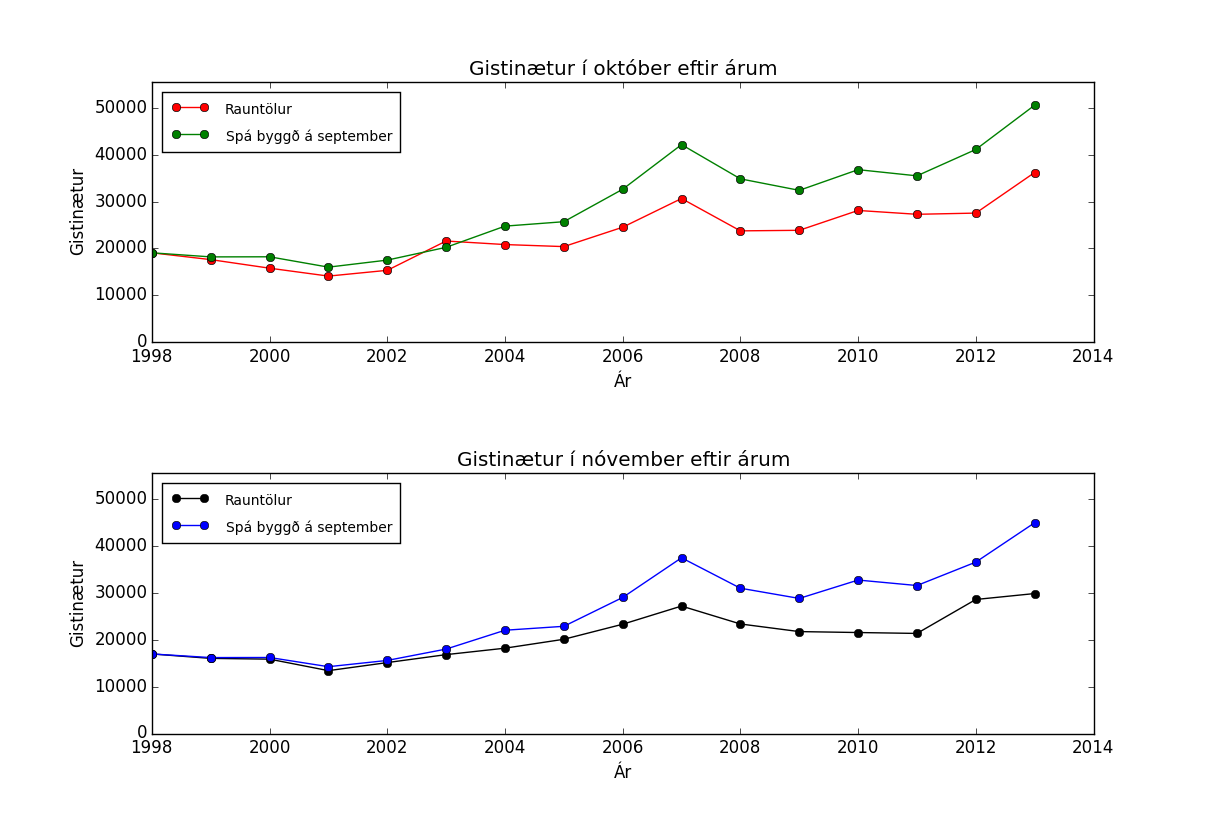 Gistinætur í október eftir árum
Rauntölur
Spá byggð á september
Gistinætur
50000
40000
30000
20000
10000
0
1998 2000 2002 2004 2006 2008 2010 2012 2014
Ár
Gistinætur í nóvember eftir árum
Rauntölur
Spá byggð á september
Gistinætur
50000
40000
30000
20000
10000
0
1998 2000 2002 2004 2006 2008 2010 2012 2014
Ár